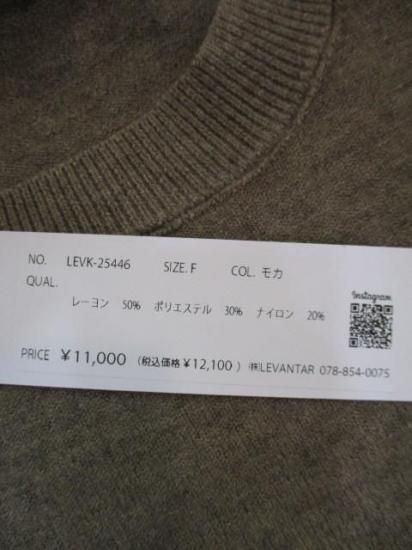 NO. LEVK-25446 SIZE. F COL. モカ
QUAL.
レーヨン 50% ポリエステル 30% ナイロン 20%
Instagram
PRICE ¥11,000 (税込価格¥12,100) ㈱LEVANTAR 078-854-0075